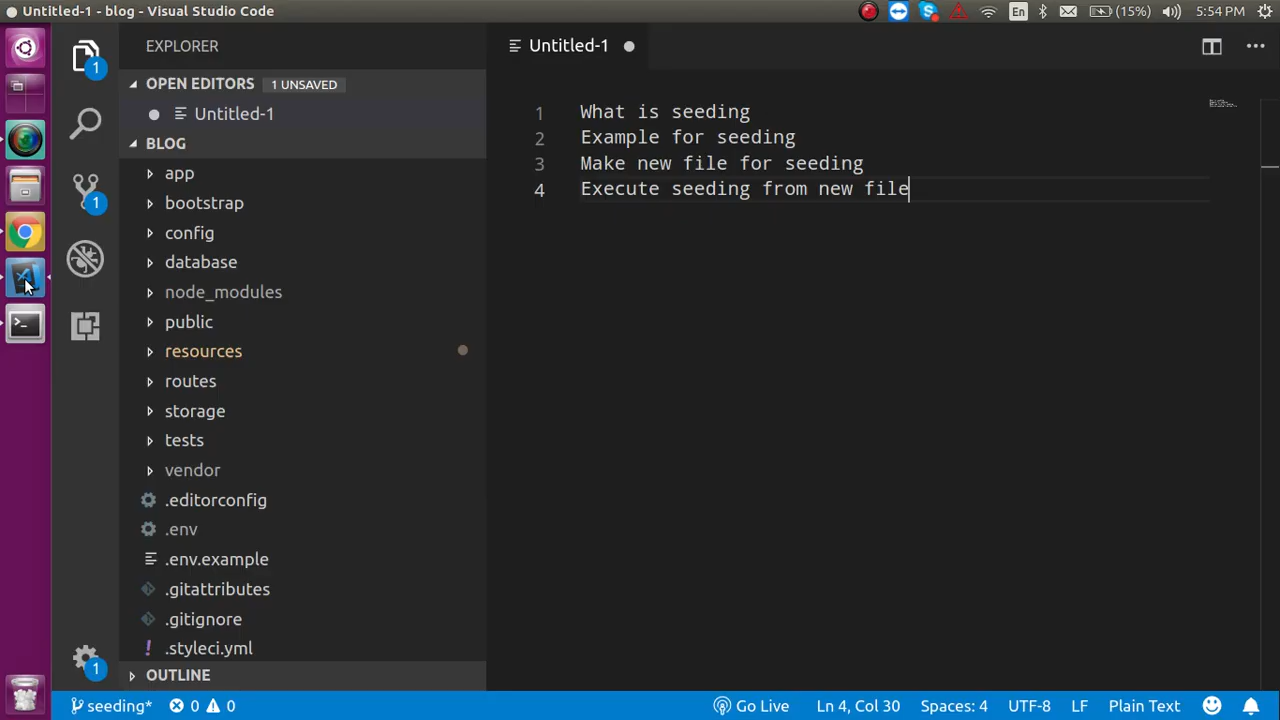 Untitled-1 - blog - Visual Studio Code
En
(15%)
5:54 PM
EXPLORER
OPEN EDITORS 1 UNSAVED
Untitled-1
BLOG
app
bootstrap
config
database
node_modules
public
resources
routes
storage
tests
vendor
.editorconfig
.env
.env.example
.gitattributes
.gitignore
.styleci.yml
OUTLINE
1
1
1
Untitled-1
1 What is seeding
2 Example for seeding
3 Make new file for seeding
4 Execute seeding from new file
seeding* 0 0
Go Live Ln 4, Col 30 Spaces: 4 UTF-8 LF Plain Text